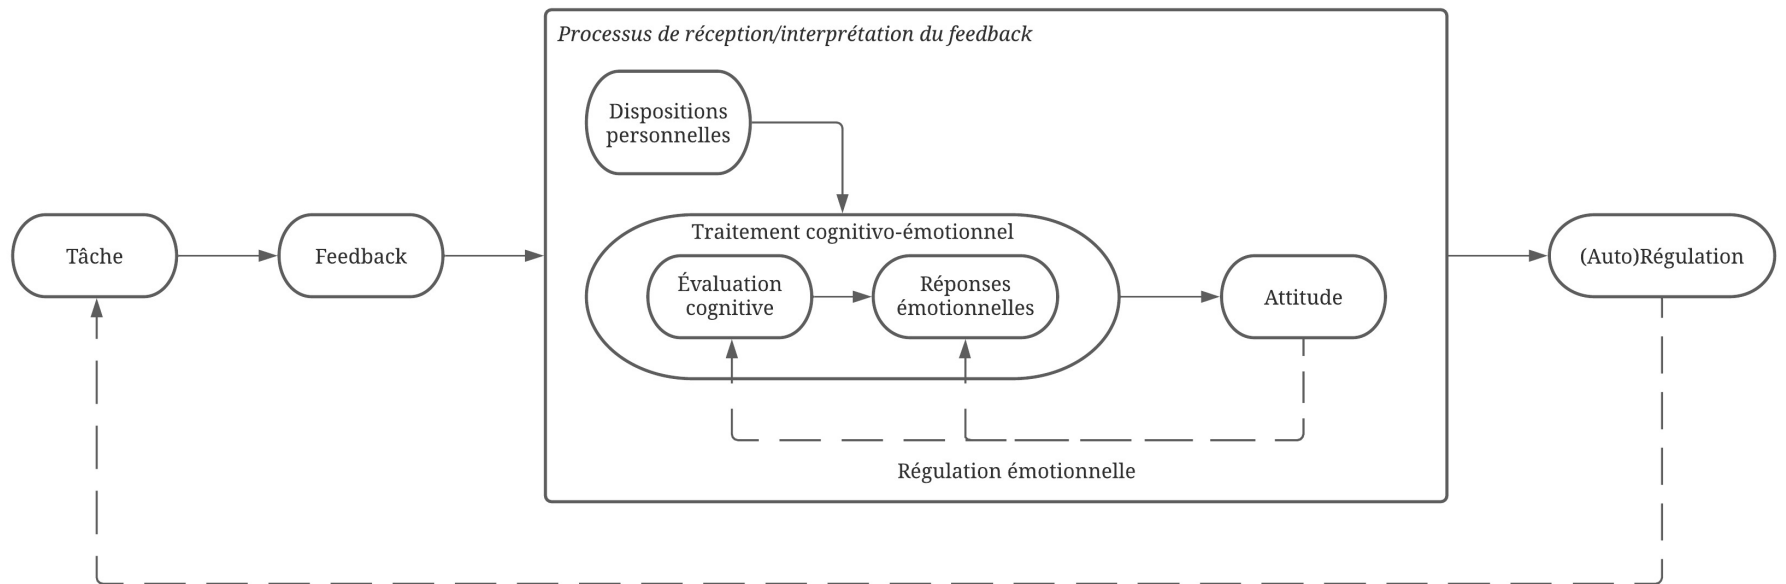 Processus de réception/interprétation du feedback
Dispositions
personnelles
Tâche
Feedback
Traitement cognitivo-émotionnel
Évaluation
cognitive
Réponses
émotionnelles
Attitude
(Auto)Régulation
Régulation émotionnelle